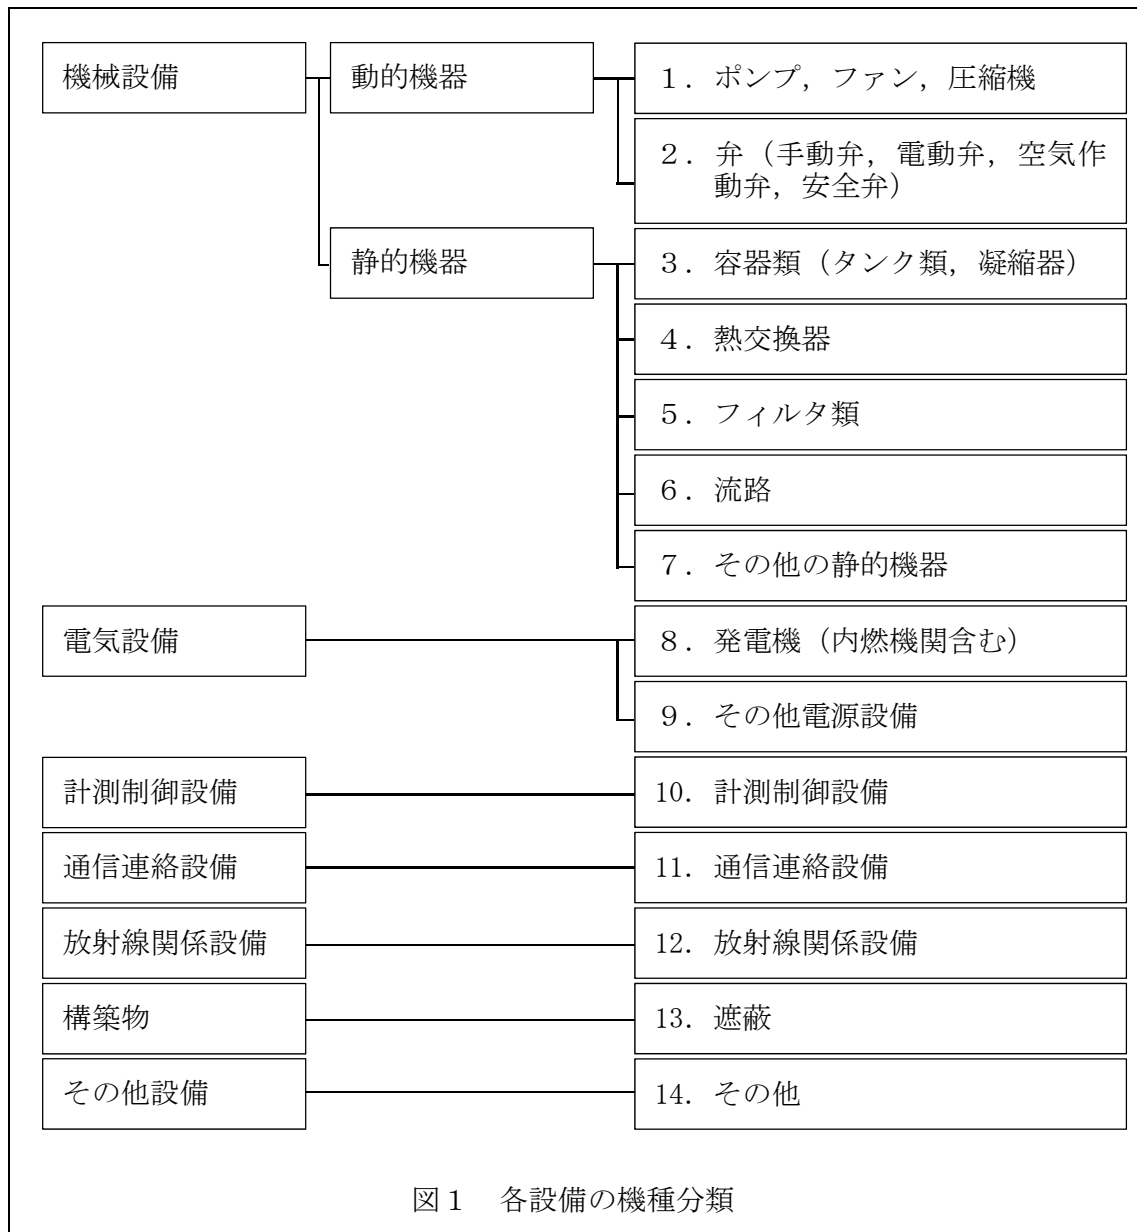 機械設備
動的機器
１．ポンプ，ファン，圧縮機
２．弁（手動弁，電動弁，空気作
動弁，安全弁）
静的機器
３．容器類（タンク類，凝縮器）
４．熱交換器
５．フィルタ類
６．流路
７．その他の静的機器
電気設備
８．発電機（内燃機関含む）
９．その他電源設備
計測制御設備
10．計測制御設備
通信連絡設備
11．通信連絡設備
放射線関係設備
12．放射線関係設備
構築物
13．遮蔽
その他設備
14．その他
図１　各設備の機種分類